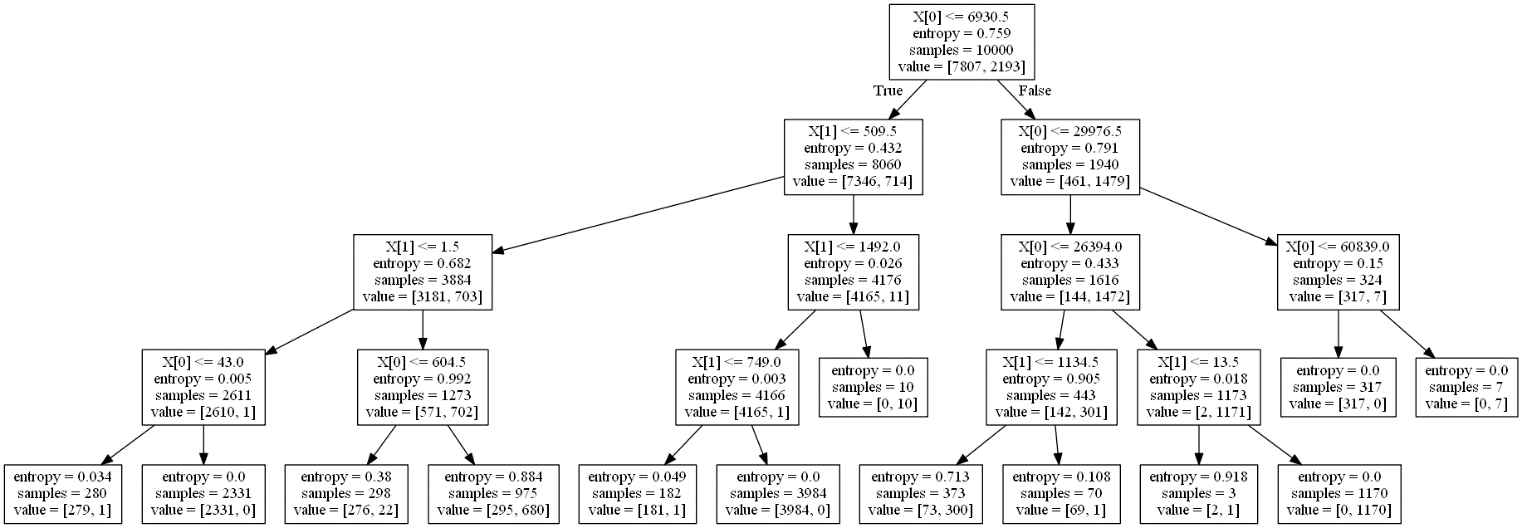 X[0] <= 6930.5
entropy = 0.759
samples = 10000
value = [7807, 2193]
True
False
X[1] <= 509.5
entropy = 0.432
samples = 8060
value = [7346, 714]
X[0] <= 29976.5
entropy = 0.791
samples = 1940
value = [461, 1479]
X[1] <= 1.5
entropy = 0.682
samples = 3884
value = [3181, 703]
X[1] <= 1492.0
entropy = 0.026
samples = 4176
value = [4165, 11]
X[0] <= 26394.0
entropy = 0.433
samples = 1616
value = [144, 1472]
X[0] <= 60839.0
entropy = 0.15
samples = 324
value = [317, 7]
X[0] <= 43.0
entropy = 0.005
samples = 2611
value = [2610, 1]
X[0] <= 604.5
entropy = 0.992
samples = 1273
value = [571, 702]
X[1] <= 749.0
entropy = 0.003
samples = 4166
value = [4165, 1]
entropy = 0.0
samples = 10
value = [0, 10]
X[1] <= 1134.5
entropy = 0.905
samples = 443
value = [142, 301]
X[1] <= 13.5
entropy = 0.018
samples = 1173
value = [2, 1171]
entropy = 0.0
samples = 317
value = [317, 0]
entropy = 0.0
samples = 7
value = [0, 7]
entropy = 0.034
samples = 280
value = [279, 1]
entropy = 0.0
samples = 2331
value = [2331, 0]
entropy = 0.38
samples = 298
value = [276, 22]
entropy = 0.884
samples = 975
value = [295, 680]
entropy = 0.049
samples = 182
value = [181, 1]
entropy = 0.0
samples = 3984
value = [3984, 0]
entropy = 0.713
samples = 373
value = [73, 300]
entropy = 0.108
samples = 70
value = [69, 1]
entropy = 0.918
samples = 3
value = [2, 1]
entropy = 0.0
samples = 1170
value = [0, 1170]